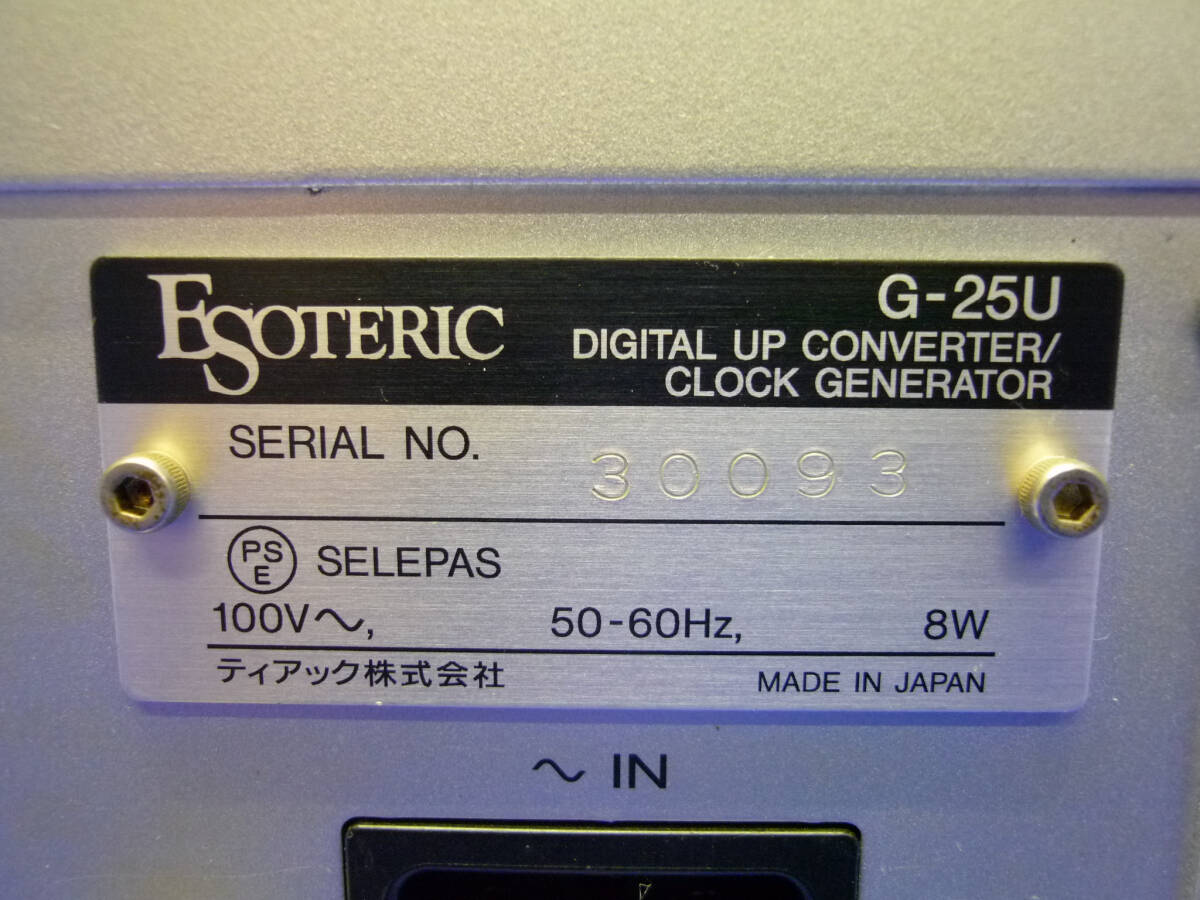 ESOTERIC
G-25U
DIGITAL UP CONVERTER/
CLOCK GENERATOR
SERIAL NO. 30093
PS
E
SELEPAS
100V～, 50-60Hz, 8W
ティアック株式会社 MADE IN JAPAN
～ IN